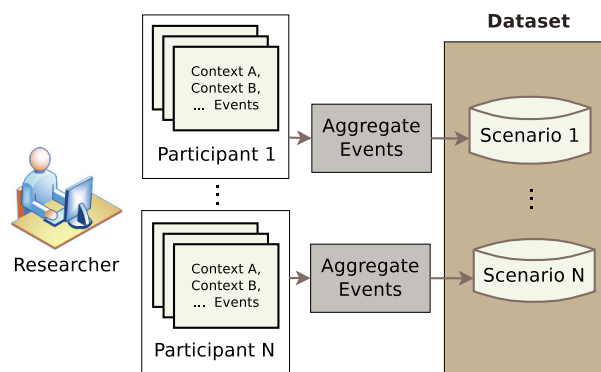 Dataset
Context A,
Context B,
... Events
Participant 1
Aggregate
Events
Scenario 1
Researcher
Context A,
Context B,
... Events
Participant N
Aggregate
Events
Scenario N